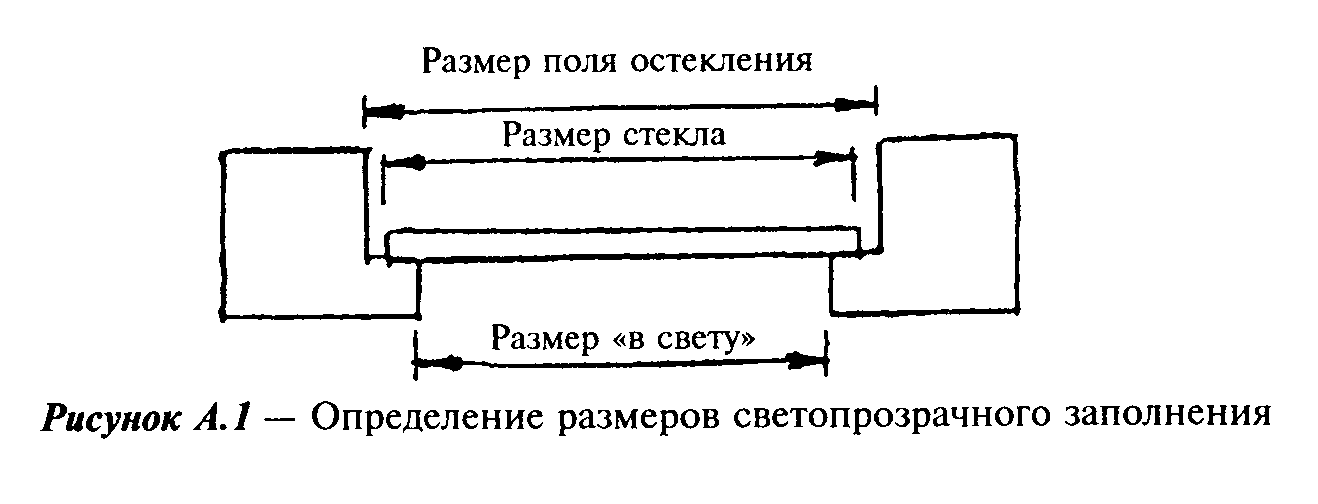 Размер поля остекления
Размер стекла
Размер «в свету»
Рисунок А.1 — Определение размеров светопрозрачного заполнения